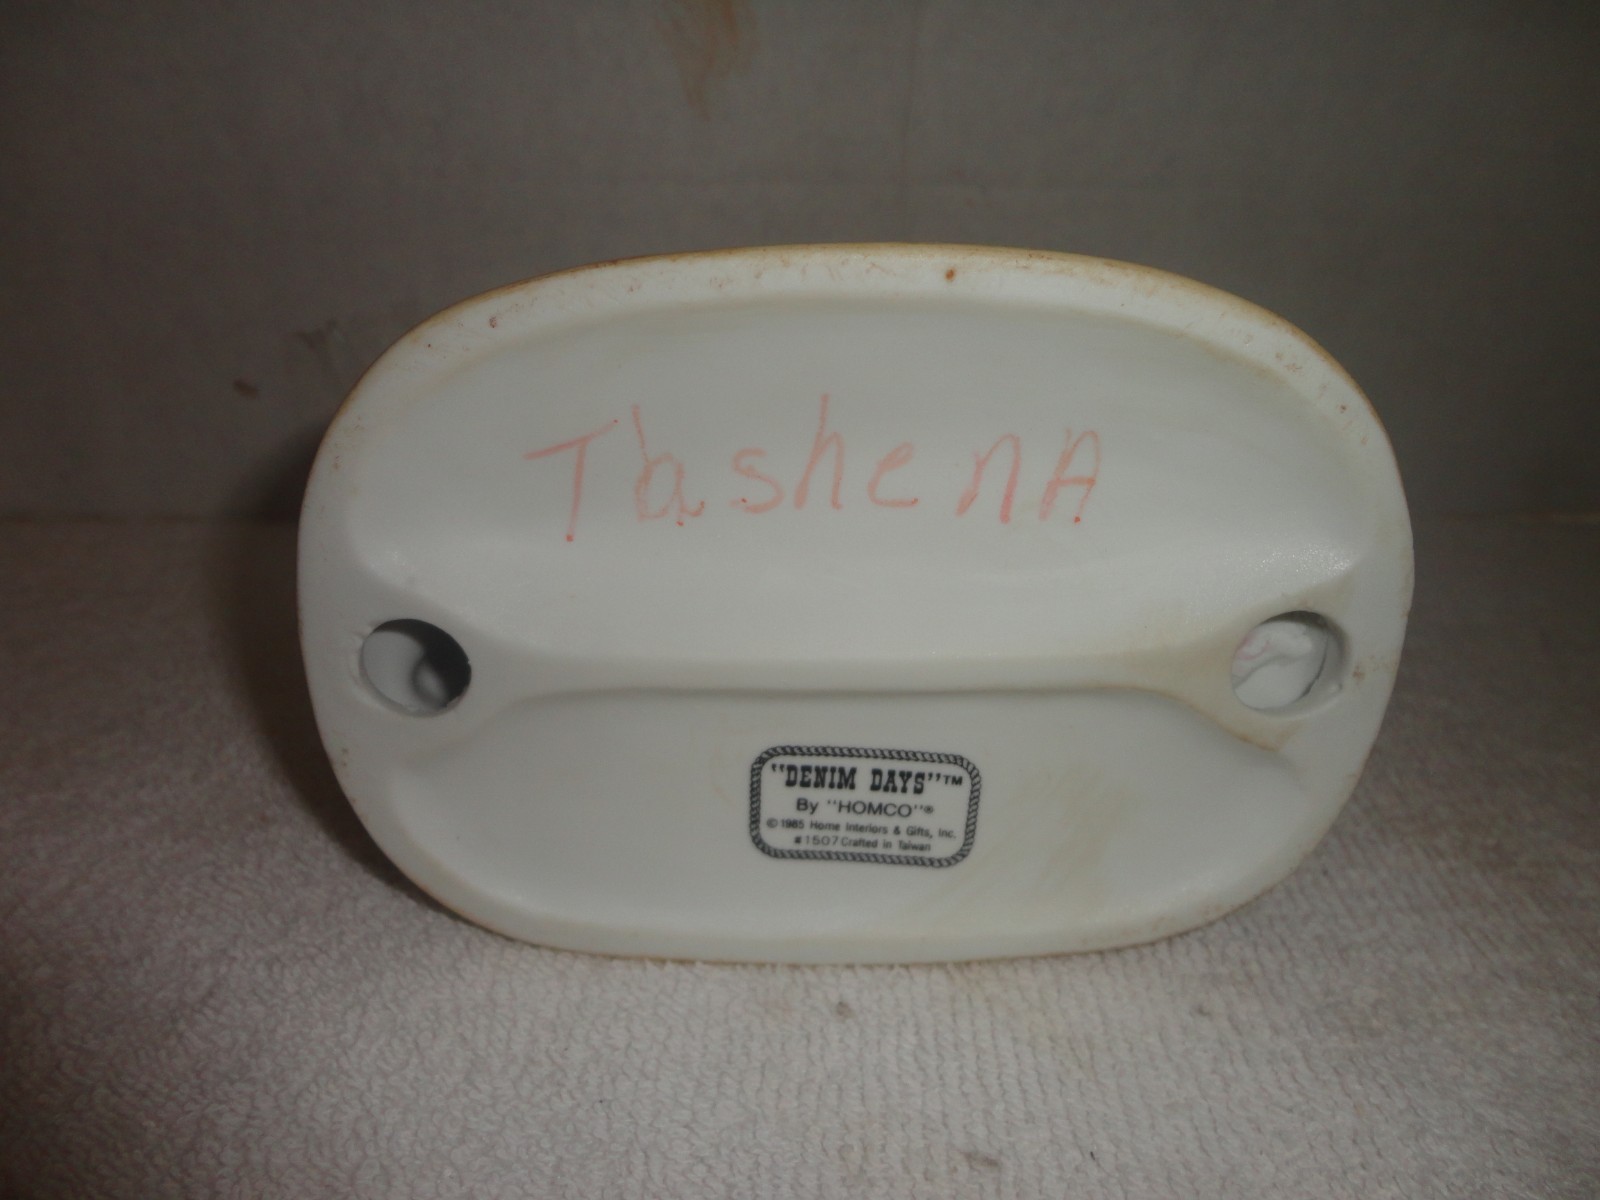 TashenA
"DENIM DAYS"™
By "HOMCO"®
© 1985 Home Interiors & Gifts, Inc.
#1507 Crafted in Taiwan